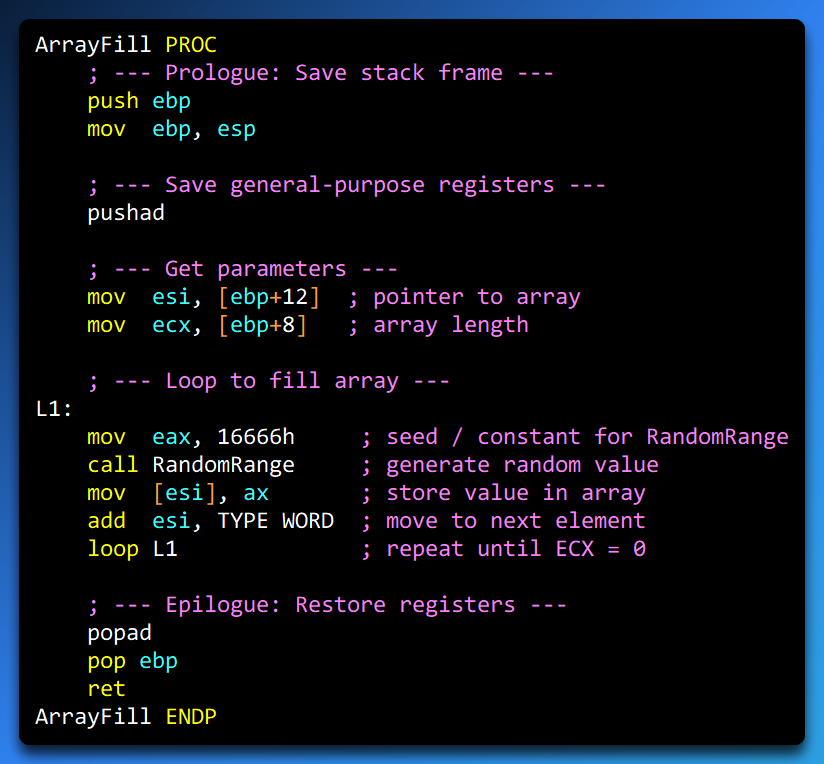 ArrayFill PROC
    ; --- Prologue: Save stack frame ---
    push ebp
    mov  ebp, esp

    ; --- Save general-purpose registers ---
    pushad

    ; --- Get parameters ---
    mov  esi, [ebp+12]  ; pointer to array
    mov  ecx, [ebp+8]   ; array length

    ; --- Loop to fill array ---
L1:
    mov  eax, 16666h     ; seed / constant for RandomRange
    call RandomRange     ; generate random value
    mov  [esi], ax       ; store value in array
    add  esi, TYPE WORD  ; move to next element
    loop L1              ; repeat until ECX = 0

    ; --- Epilogue: Restore registers ---
    popad
    pop ebp
    ret
ArrayFill ENDP